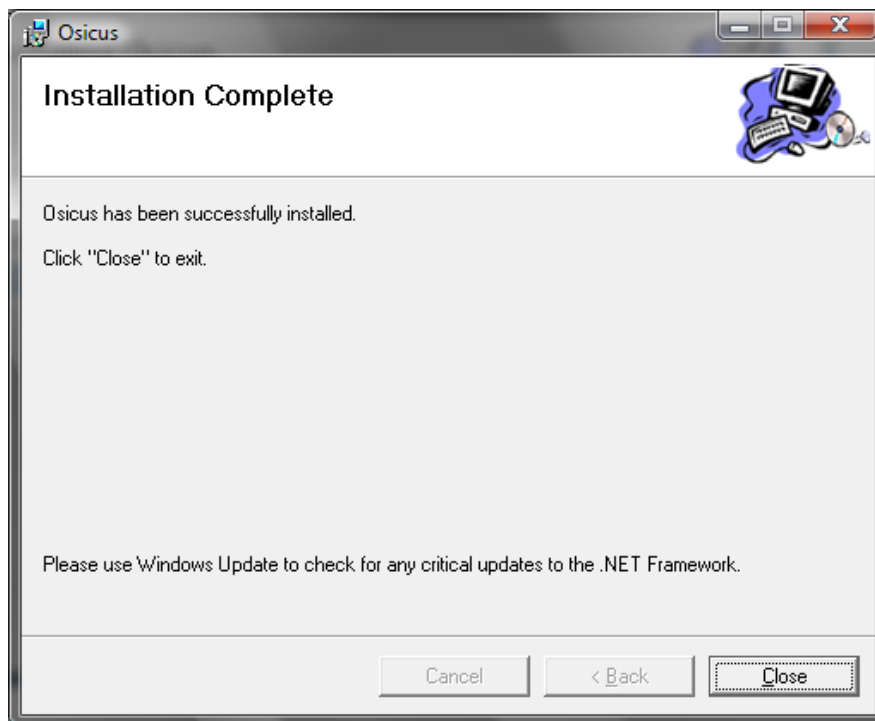 Osicus
Installation Complete
Osicus has been successfully installed.
Click "Close" to exit.
Please use Windows Update to check for any critical updates to the .NET Framework.
Cancel
< Back
Close